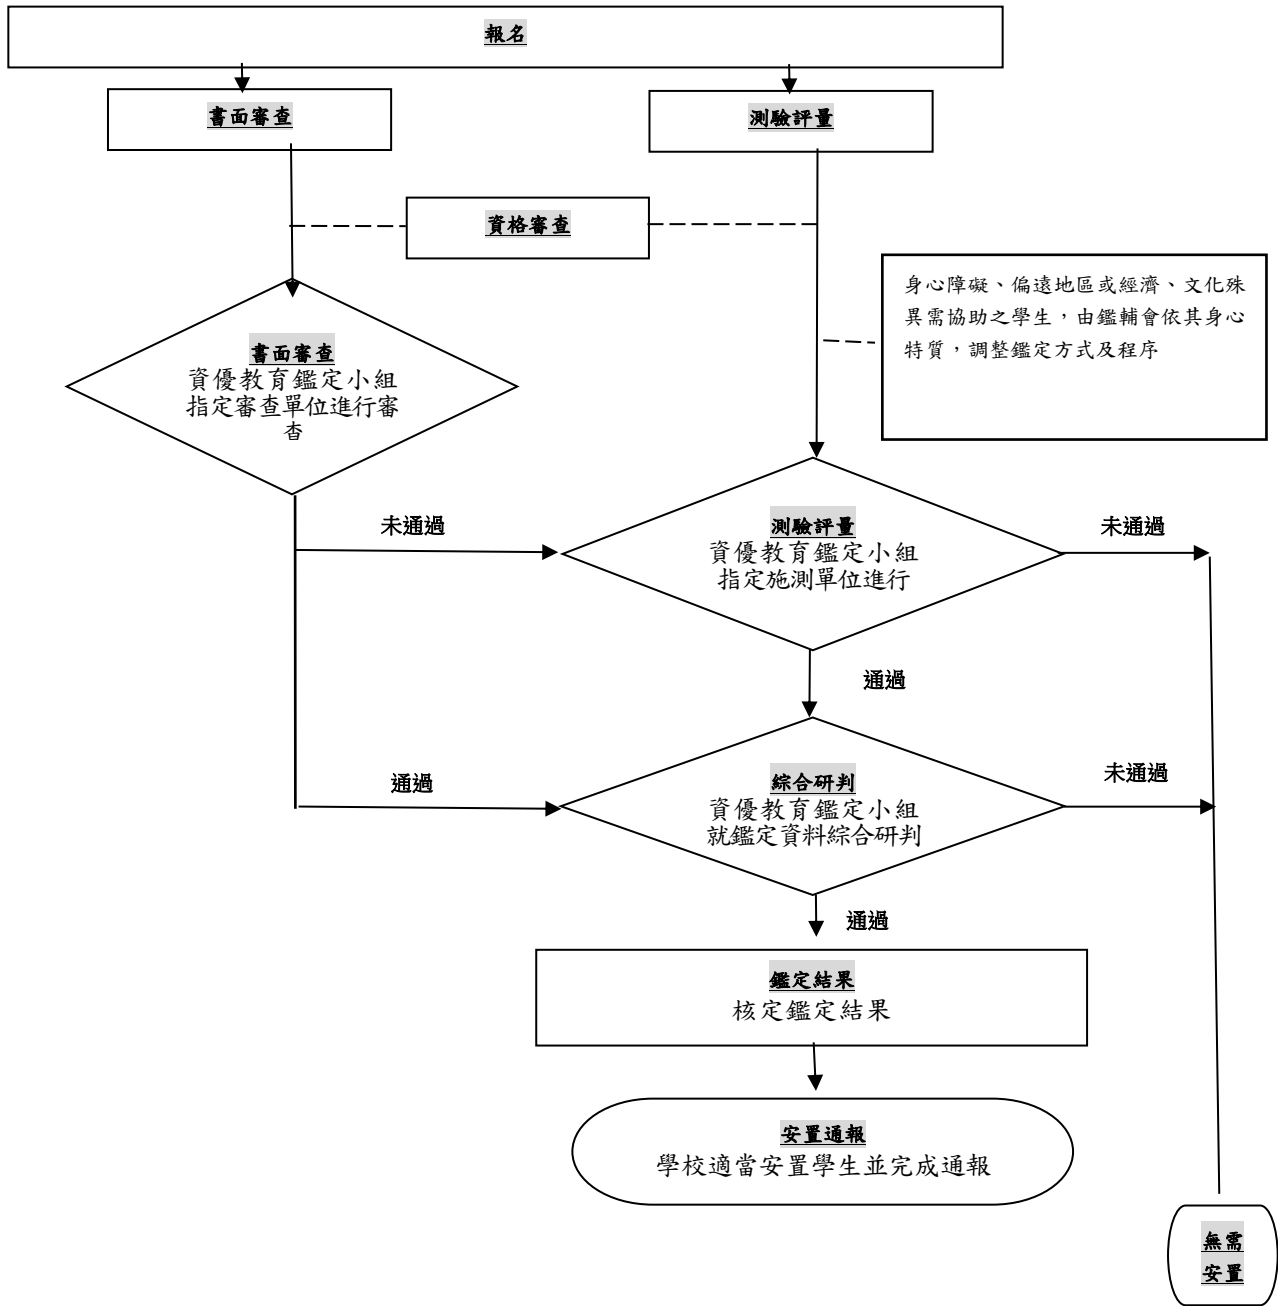 報名
書面審查
測驗評量
資格審查
身心障礙、偏遠地區或經濟、文化殊
異需協助之學生，由鑑輔會依其身心
特質，調整鑑定方式及程序
書面審查
資優教育鑑定小組
指定審查單位進行審
查
未通過
測驗評量
資優教育鑑定小組
指定施測單位進行
未通過
通過
通過
綜合研判
資優教育鑑定小組
就鑑定資料綜合研判
未通過
通過
鑑定結果
核定鑑定結果
安置通報
學校適當安置學生並完成通報
無需
安置